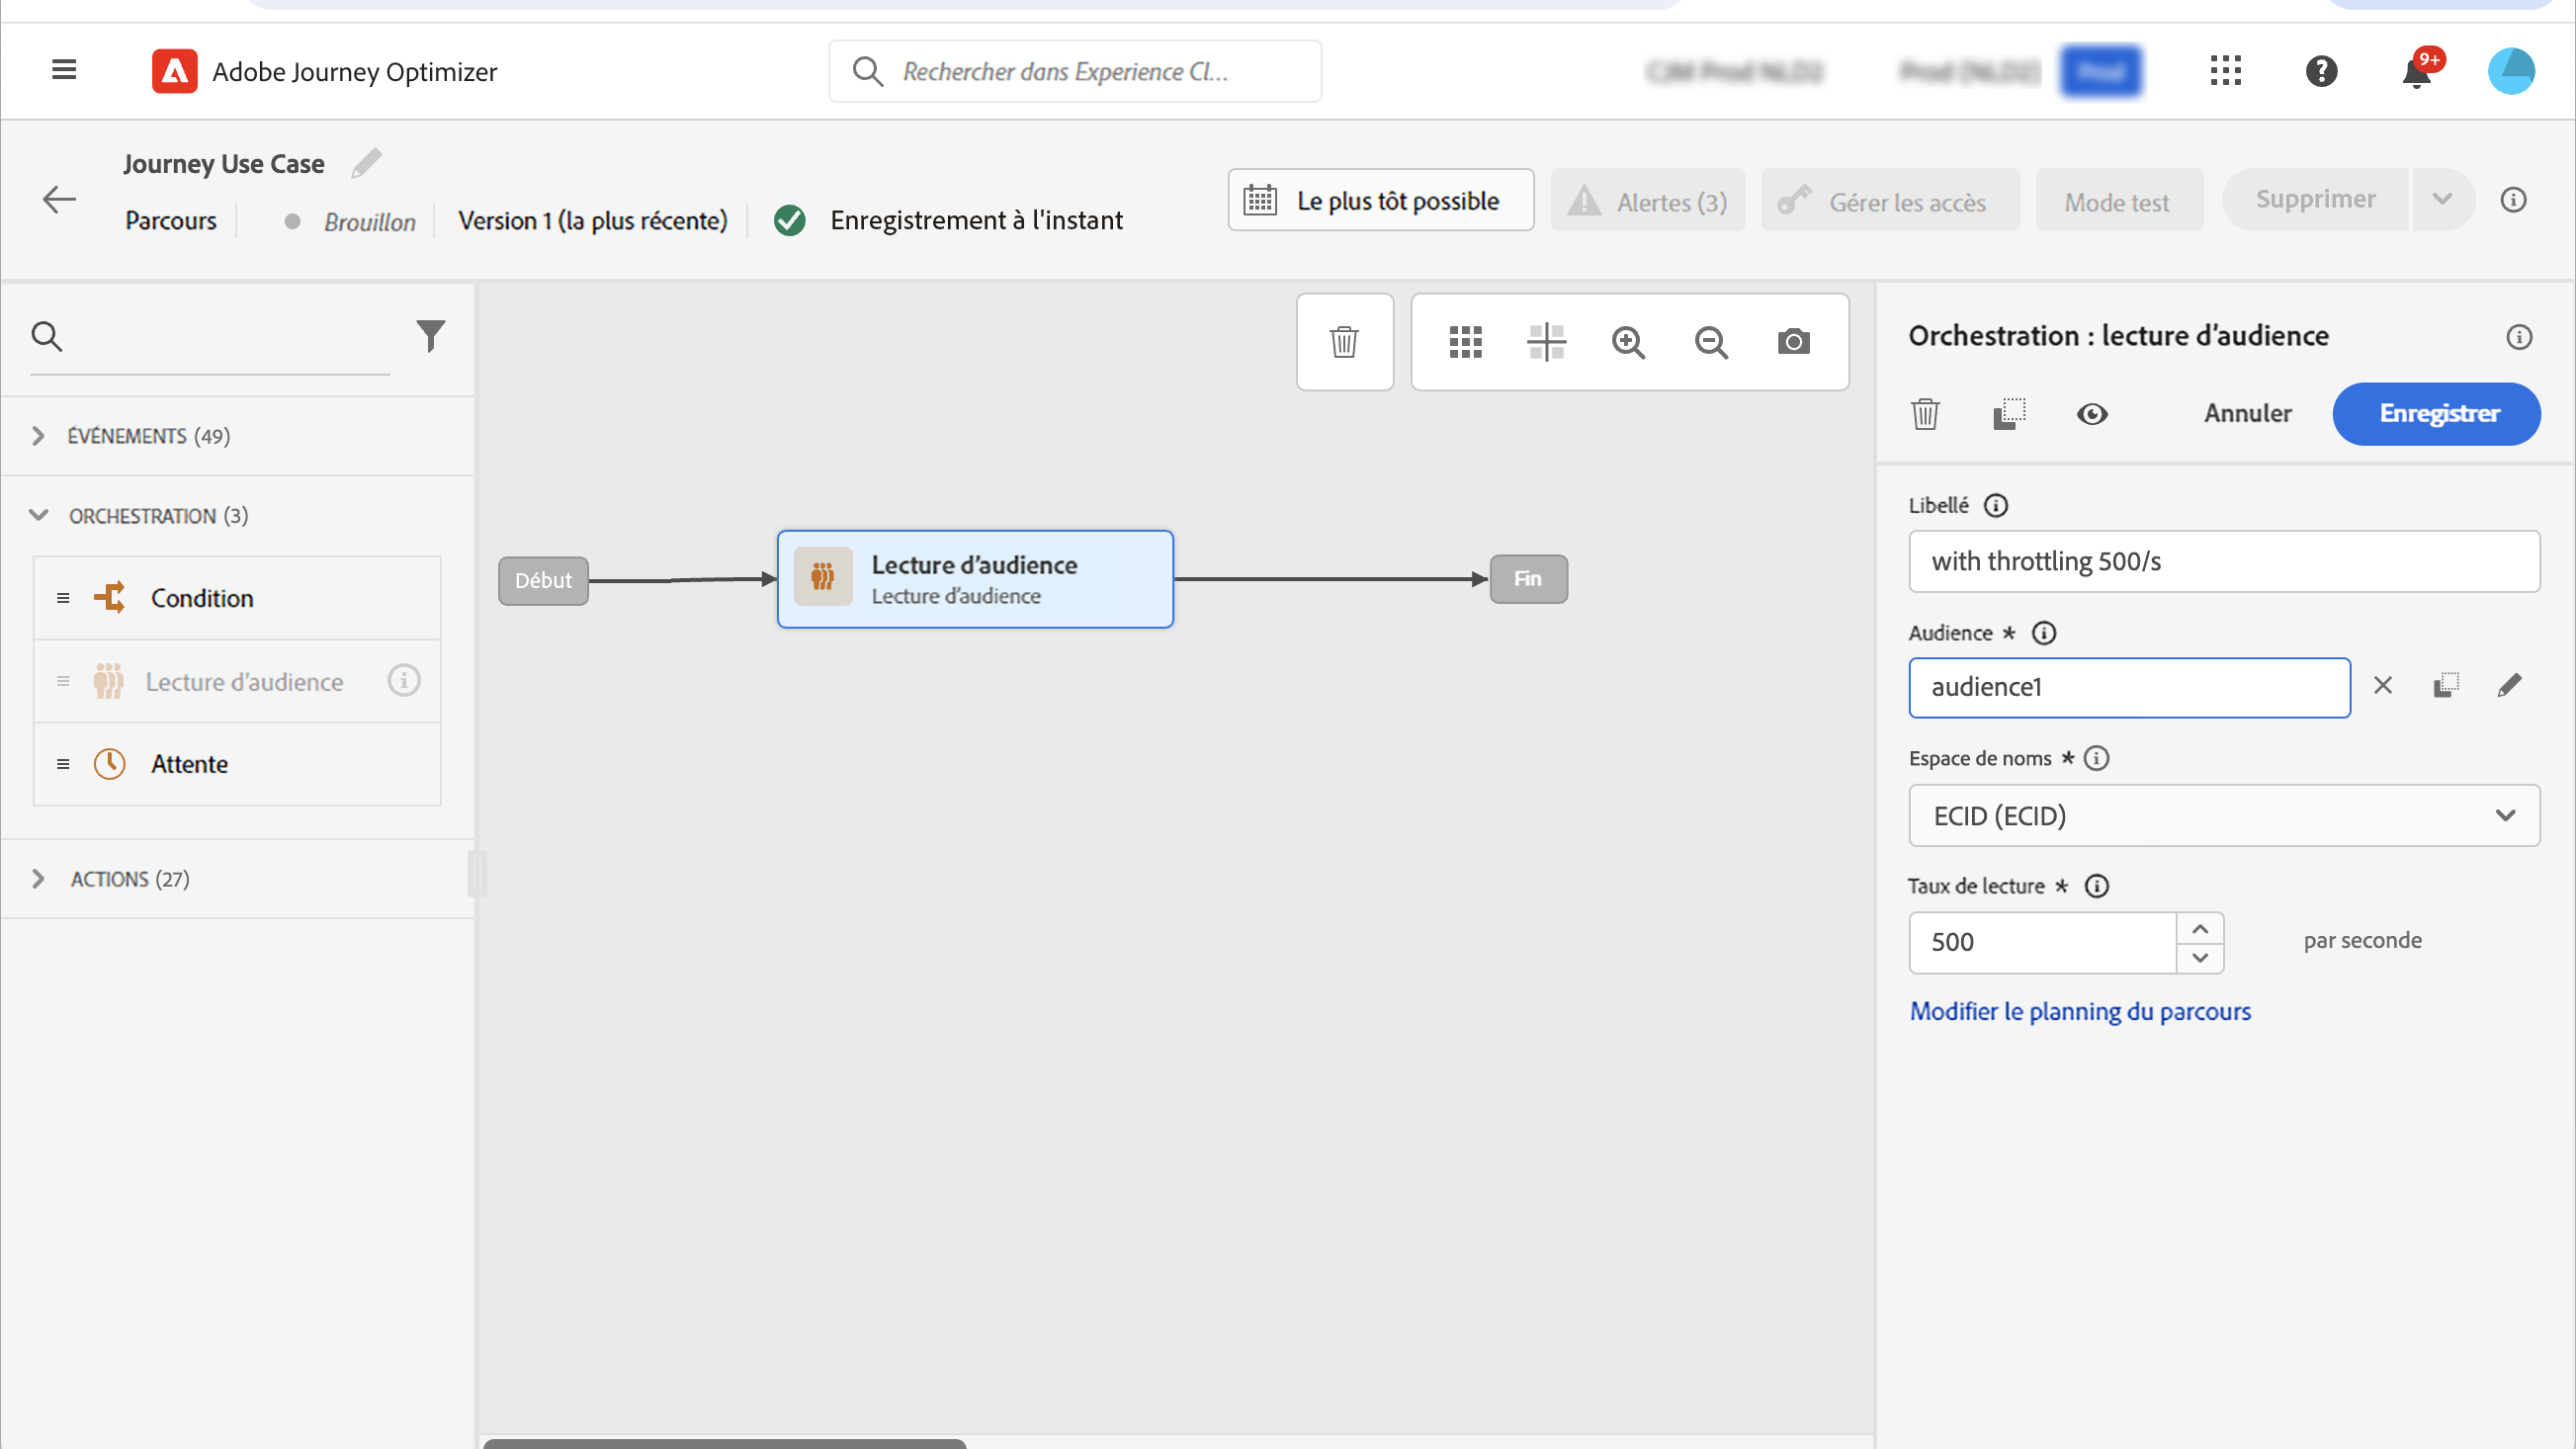 Adobe Journey Optimizer
Rechercher dans Experience Cl...
9+
Journey Use Case
Parcours
Brouillon
Version 1 (la plus récente)
Enregistrement à l'instant
Le plus tôt possible
Alertes (3)
Gérer les accès
Mode test
Supprimer
ÉVÉNEMENTS (49)
ORCHESTRATION (3)
Condition
Lecture d’audience
Attente
ACTIONS (27)
Début
Lecture d’audience
Lecture d’audience
Fin
Orchestration : lecture d’audience
Annuler
Enregistrer
Libellé
with throttling 500/s
Audience *
audience1
Espace de noms *
ECID (ECID)
Taux de lecture *
500
par seconde
Modifier le planning du parcours